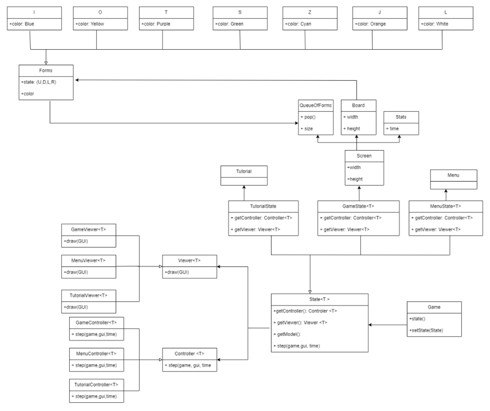 I
O
T
S
Z
J
L
+color: Blue
+color: Yellow
+color: Purple
+color: Green
+color: Cyan
+color: Orange
+color: White
Forms
+state: (U,D,L,R)
+color
QueueOfForms
+ pop()
+ size
Board
+ width
+ height
Stats
+ time
Screen
+width
+height
Tutorial
Menu
TutorialState
+ getController: Controller<T>
+ getViewer: Viewer<T>
GameState<T>
+ getController: Controller<T>
+ getViewer: Viewer<T>
MenuState<T>
+ getController: Controller<T>
+ getViewer: Viewer<T>
GameViewer<T>
+draw(GUI)
MenuViewer<T>
+draw(GUI)
TutorialViewer<T>
+draw(GUI)
Viewer<T>
+draw(GUI)
GameController<T>
+ step(game,gui,time)
MenuController<T>
+ step(game,gui,time)
TutorialController<T>
+ step(game,gui,time)
Controller <T>
+ step(game, gui, time
State<T >
+getController(): Controller <T>
+ getViewer(): Viewer <T>
+ getModel()
+ step(game,gui, time)
Game
+state()
+setState(State)